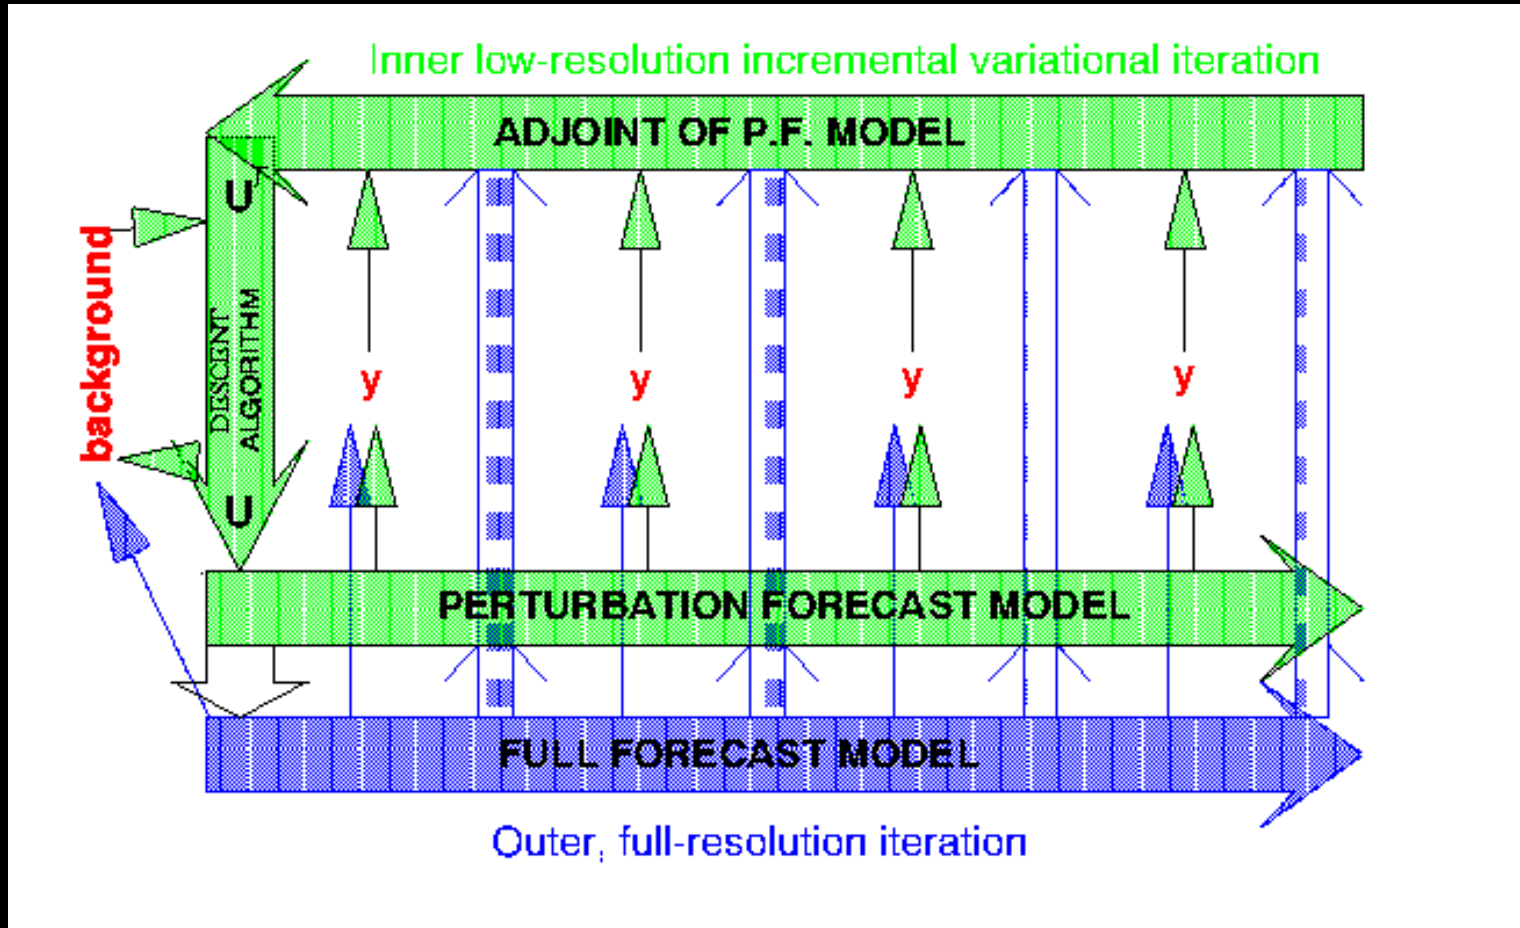 Inner low-resolution incremental variational iteration
ADJOINT OF P.F. MODEL
U
background
DESCENT
ALGORITHM
y y y y
U
PERTURBATION FORECAST MODEL
FULL FORECAST MODEL
Outer, full-resolution iteration